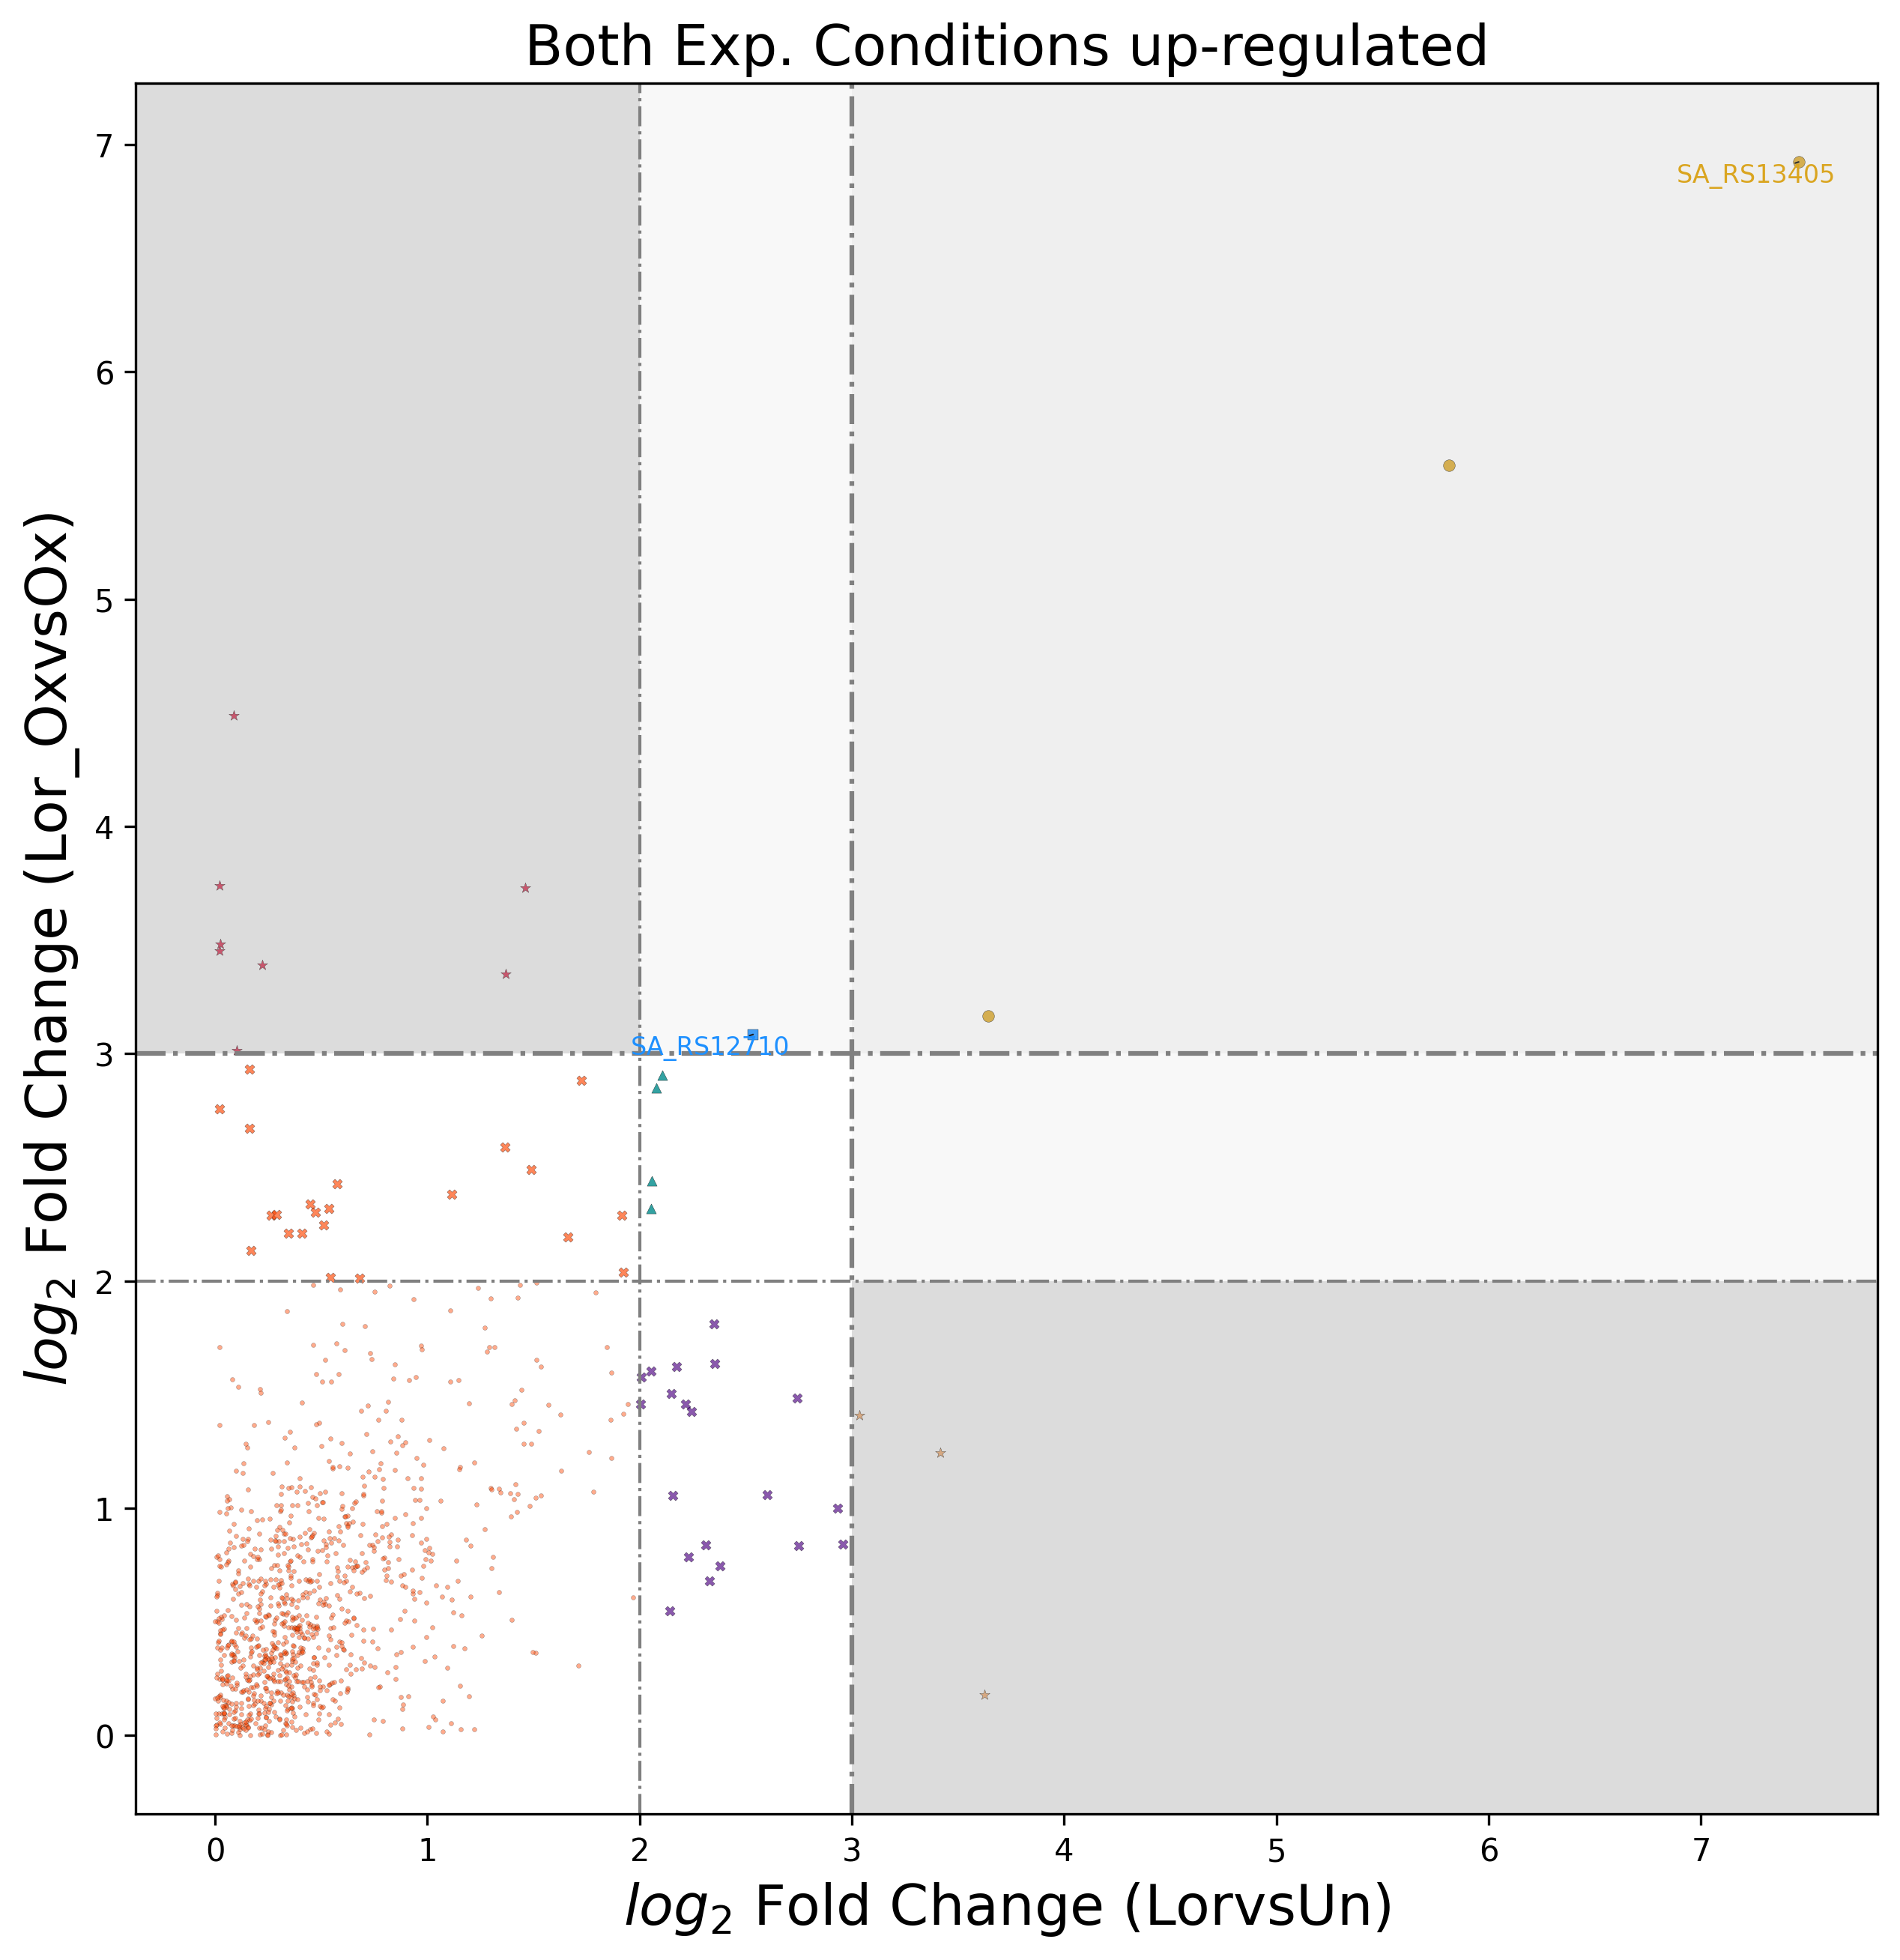 Both Exp. Conditions up-regulated
log2 Fold Change (Lor_OxvsOx)
7
6
5
4
3
2
1
0
SA_RS13405
SA_RS12710
0 1 2 3 4 5 6 7
log2 Fold Change (LorvsUn)